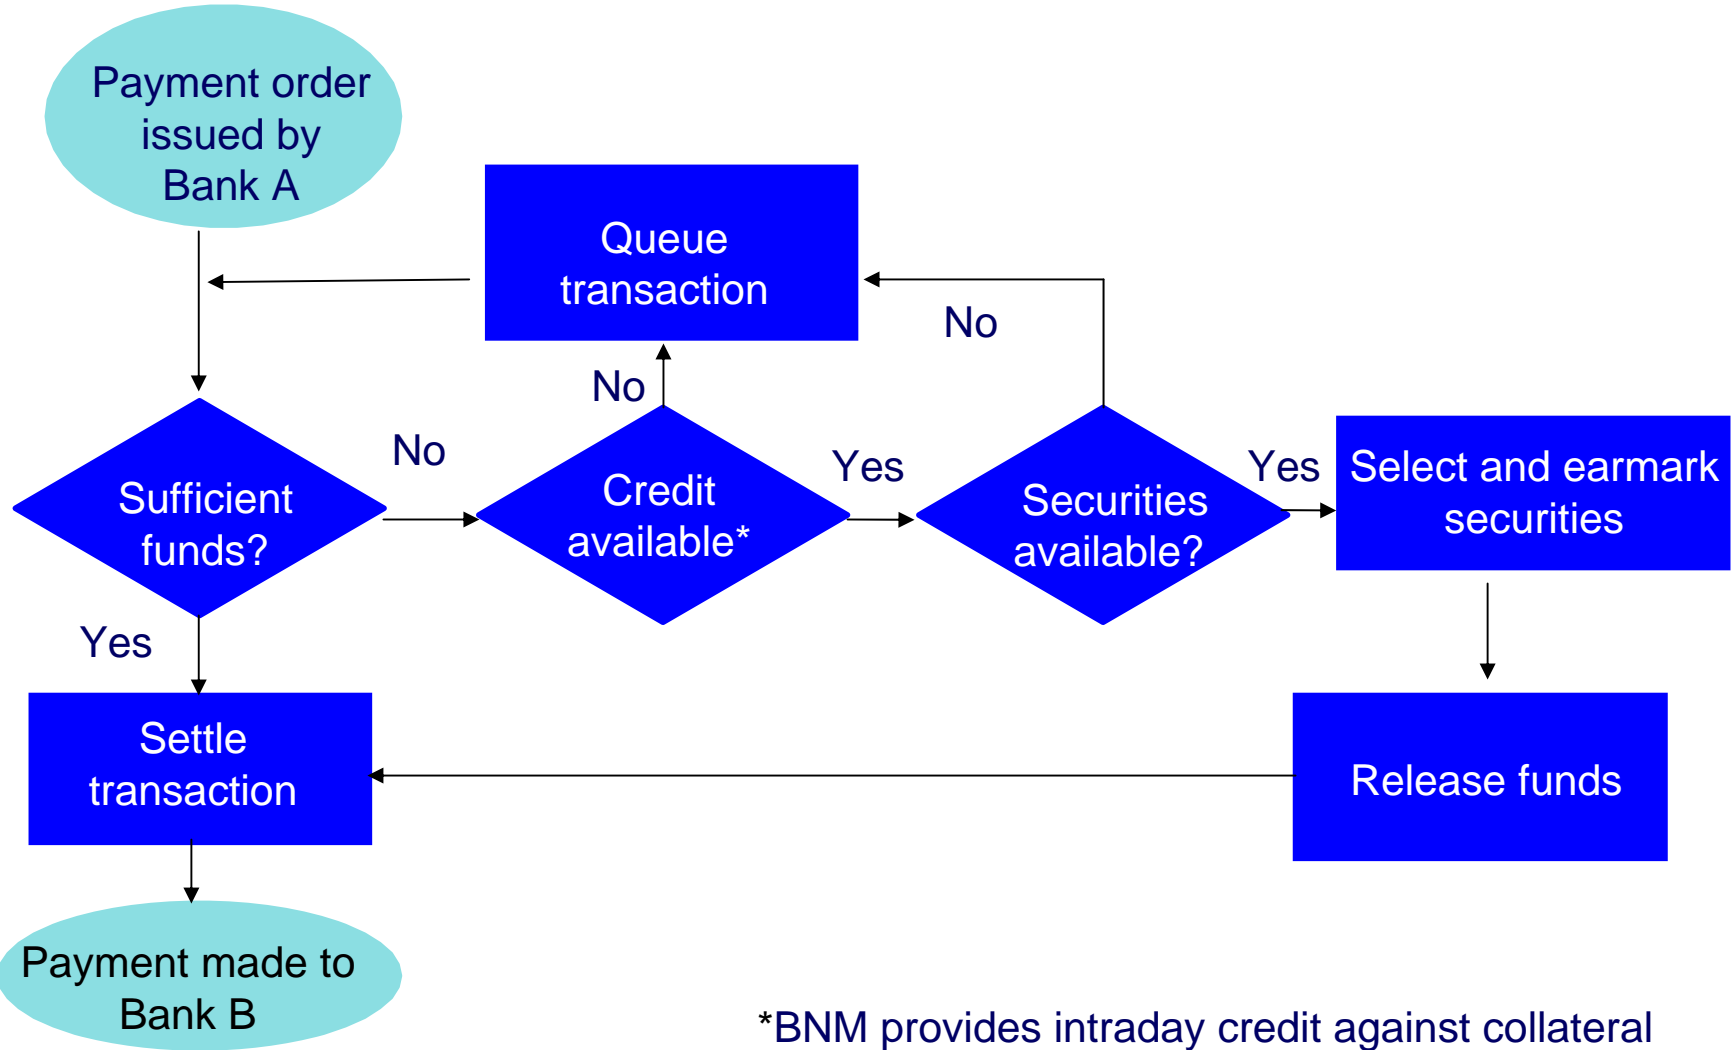 Payment order
issued by
Bank A
Queue
transaction
No
No
No
Yes
Yes
Sufficient
funds?
Credit
available*
Securities
available?
Select and earmark
securities
Yes
Settle
transaction
Release funds
Payment made to
Bank B
*BNM provides intraday credit against collateral